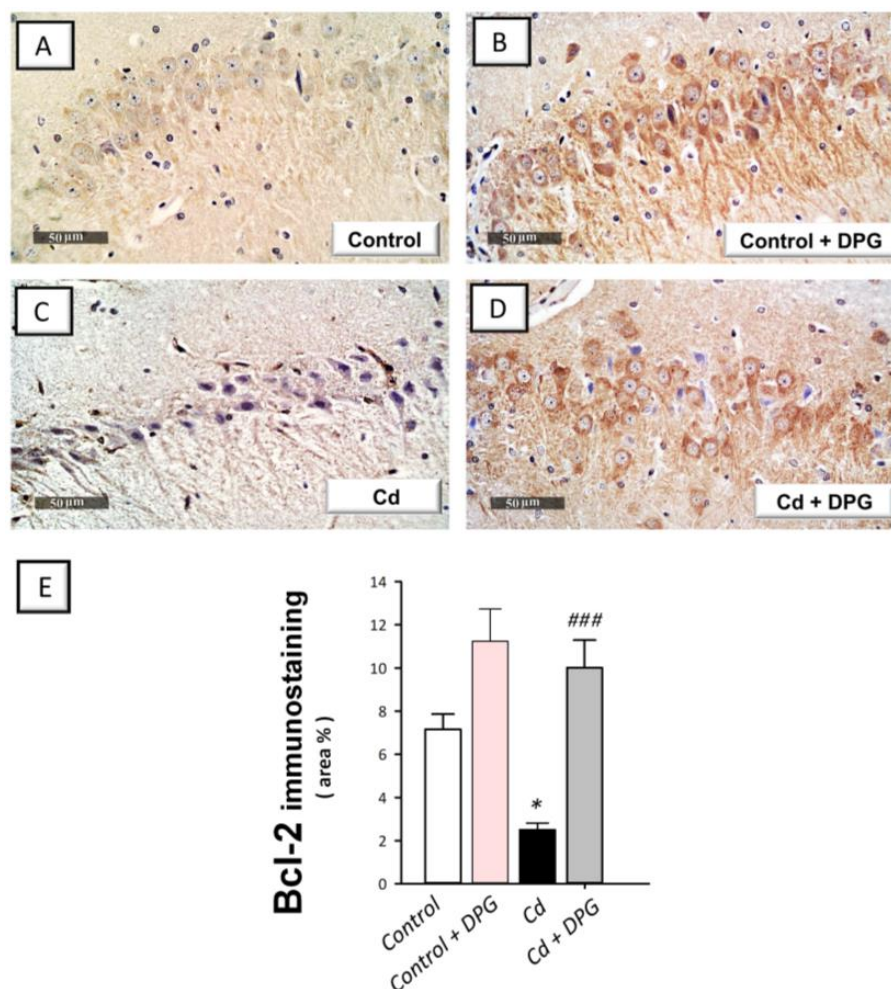 A
50 μm
Control
B
50 μm
Control + DPG
C
50 μm
Cd
D
50 μm
Cd + DPG
E
Bcl-2 immunostaining
( area % )
14
12
10
8
6
4
2
0
*
###
Control
Control + DPG
Cd
Cd + DPG